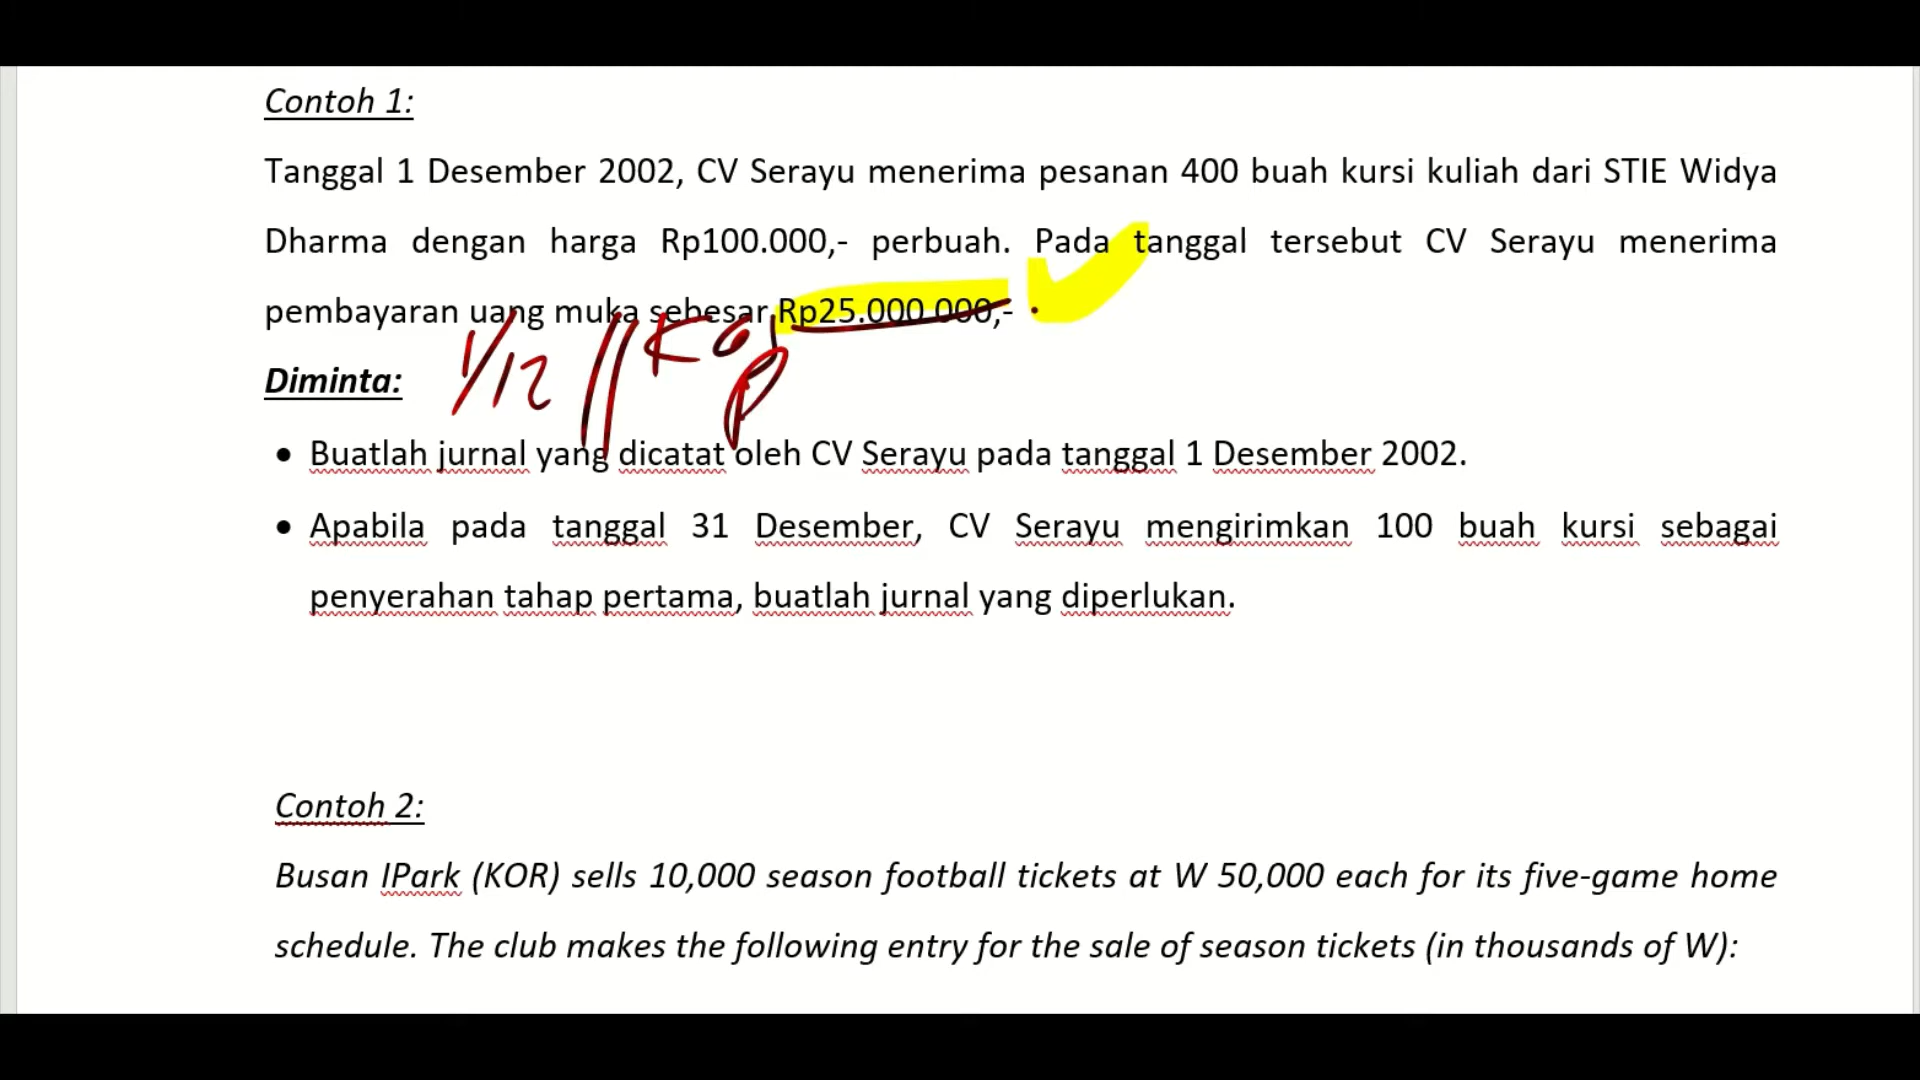 Contoh 1:
Tanggal 1 Desember 2002, CV Serayu menerima pesanan 400 buah kursi kuliah dari STIE Widya
Dharma dengan harga Rp100.000,- perbuah. Pada tanggal tersebut CV Serayu menerima
pembayaran uang muka sebesar Rp25.000.000,-
1/12
Diminta:
• Buatlah jurnal yang dicatat oleh CV Serayu pada tanggal 1 Desember 2002.
• Apabila pada tanggal 31 Desember, CV Serayu mengirimkan 100 buah kursi sebagai
penyerahan tahap pertama, buatlah jurnal yang diperlukan.
Contoh 2:
Busan IPark (KOR) sells 10,000 season football tickets at W 50,000 each for its five-game home
schedule. The club makes the following entry for the sale of season tickets (in thousands of W):